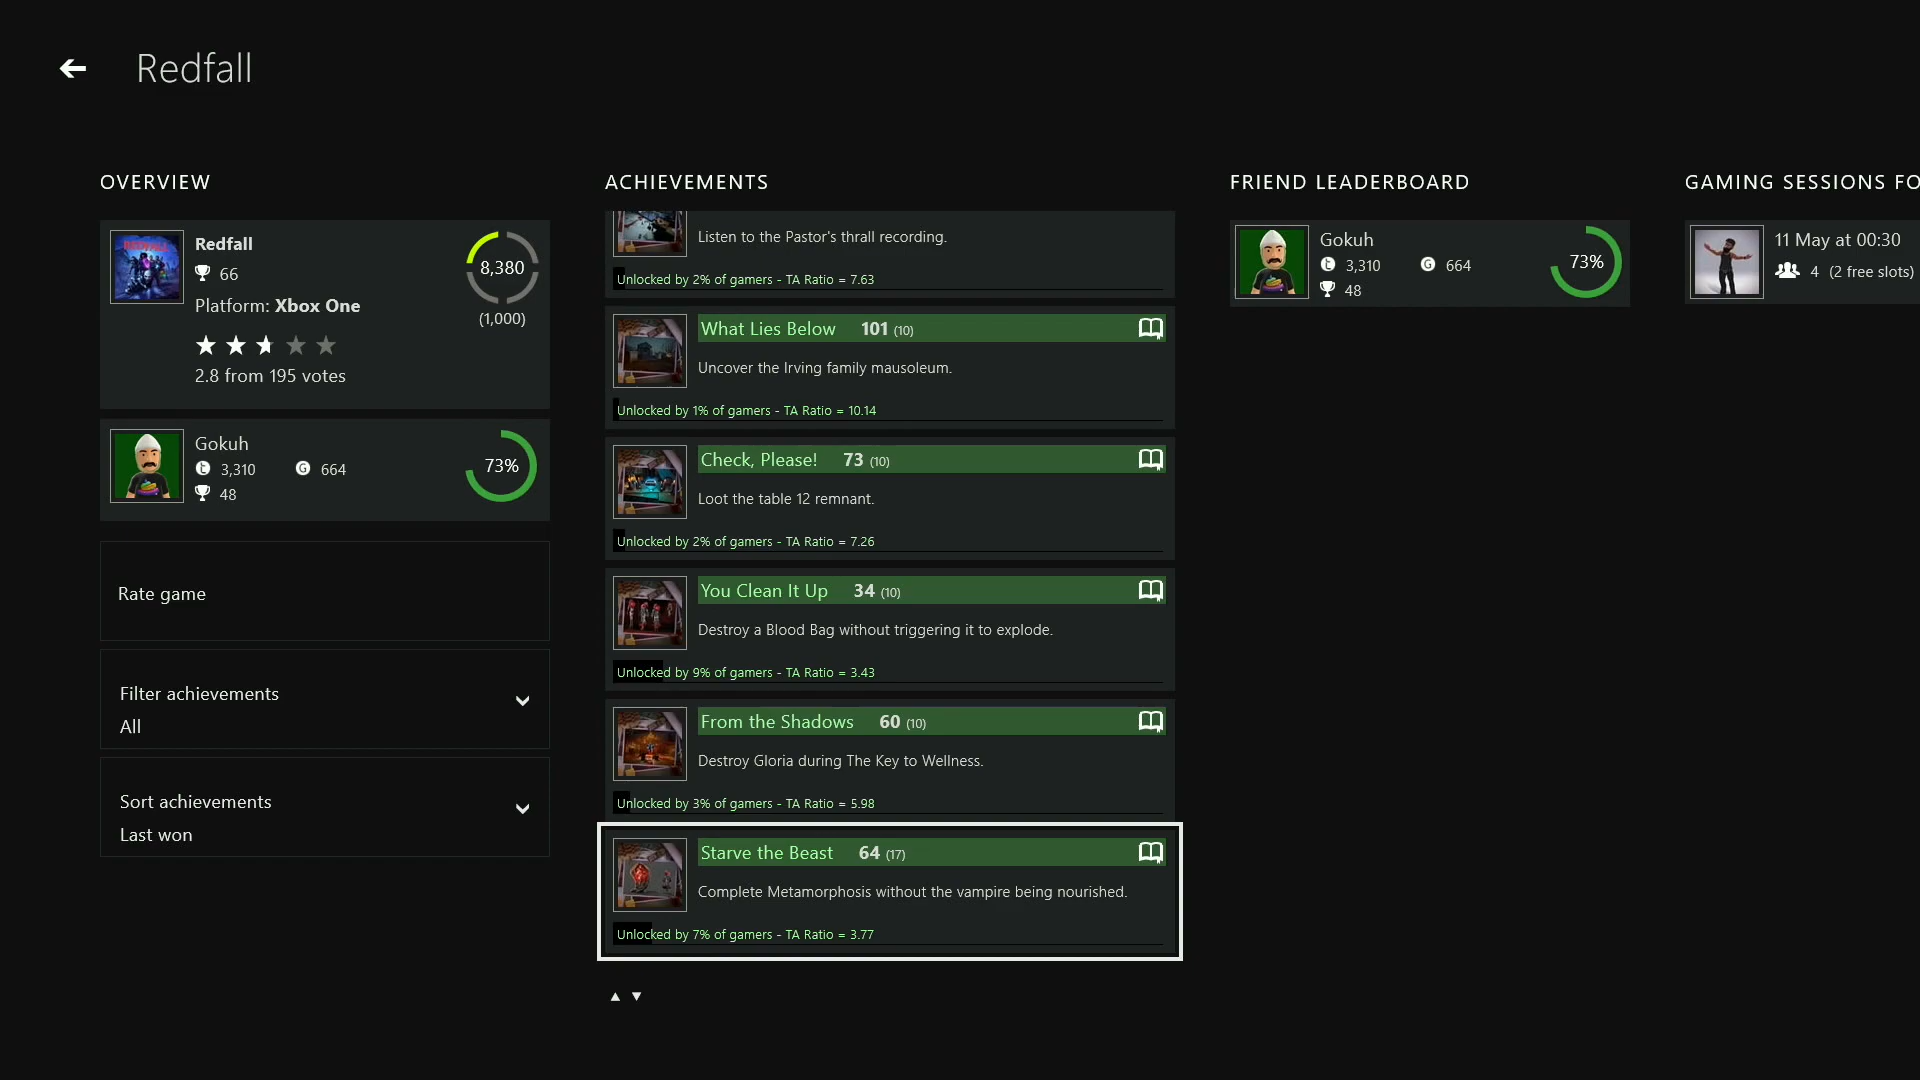 Redfall
OVERVIEW
Redfall
66
8,380
(1,000)
Platform: Xbox One
2.8 from 195 votes
Gokuh
3,310
664
48
73%
Rate game
Filter achievements
All
Sort achievements
Last won
ACHIEVEMENTS
Listen to the Pastor's thrall recording.
Unlocked by 2% of gamers - TA Ratio = 7.63
What Lies Below 101 (10)
Uncover the Irving family mausoleum.
Unlocked by 1% of gamers - TA Ratio = 10.14
Check, Please! 73 (10)
Loot the table 12 remnant.
Unlocked by 2% of gamers - TA Ratio = 7.26
You Clean It Up 34 (10)
Destroy a Blood Bag without triggering it to explode.
Unlocked by 9% of gamers - TA Ratio = 3.43
From the Shadows 60 (10)
Destroy Gloria during The Key to Wellness.
Unlocked by 3% of gamers - TA Ratio = 5.98
Starve the Beast 64 (17)
Complete Metamorphosis without the vampire being nourished.
Unlocked by 7% of gamers - TA Ratio = 3.77
FRIEND LEADERBOARD
Gokuh
3,310
664
48
73%
GAMING SESSIONS FO
11 May at 00:30
4 (2 free slots)